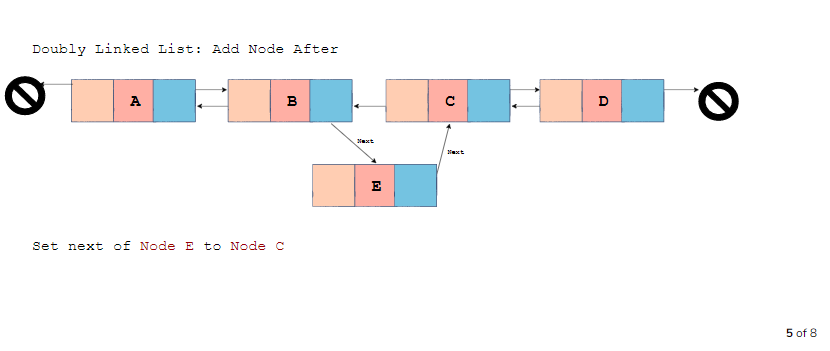 Doubly Linked List: Add Node After
A B C D
Next
Next
E
Set next of Node E to Node C
5 of 8